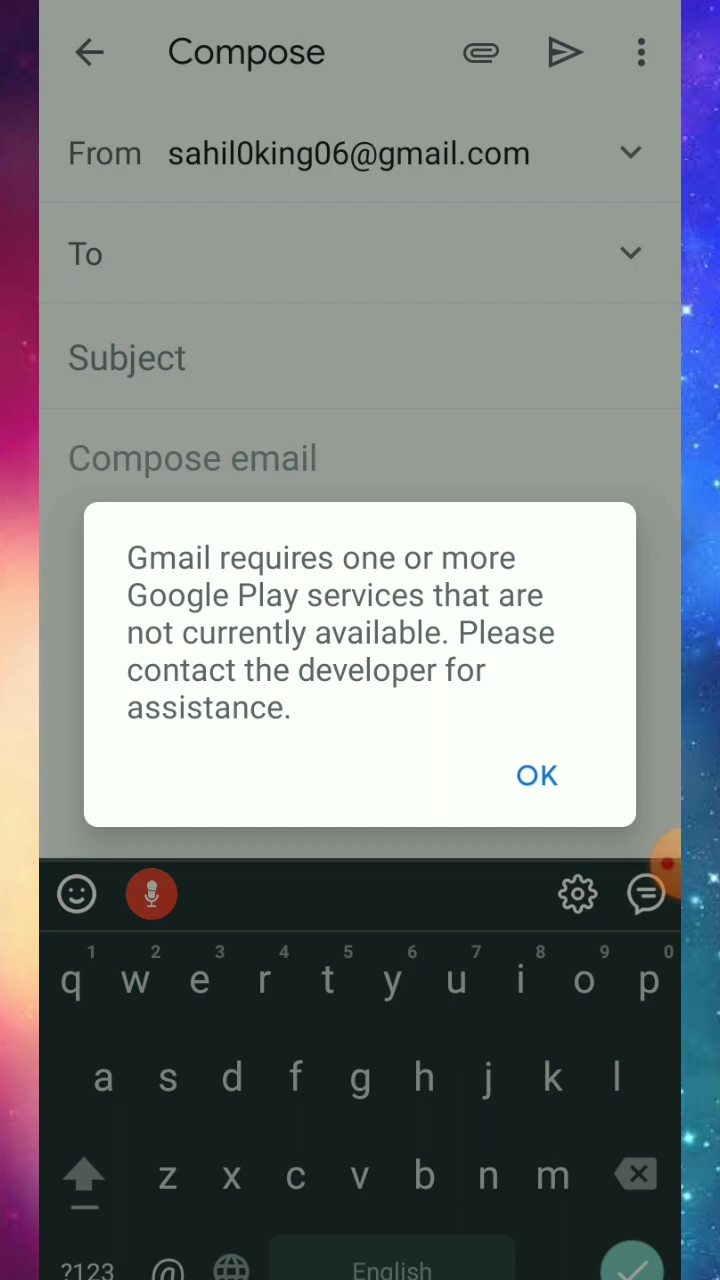 Compose
From sahil0king06@gmail.com
To
Subject
Compose email
Gmail requires one or more
Google Play services that are
not currently available. Please
contact the developer for
assistance.
OK
1 2 3 4 5 6 7 8 9 0
q w e r t y u i o p
a s d f g h j k l
z x c v b n m
?123 @ English